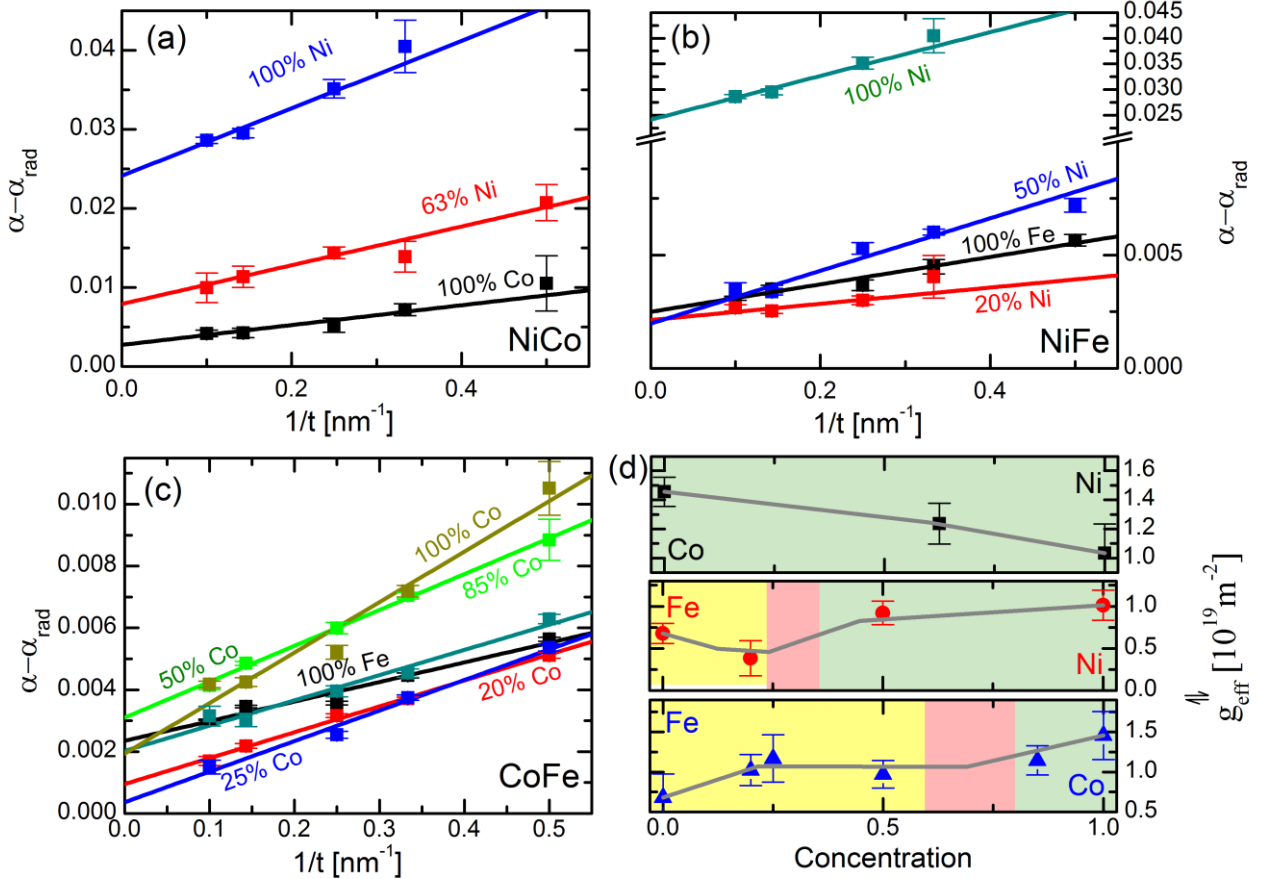 (a)
100% Ni
63% Ni
100% Co
NiCo
0.04
0.03
0.02
0.01
0.00
α−α_rad
0.0 0.2 0.4
1/t [nm⁻¹]
(b)
100% Ni
50% Ni
100% Fe
20% Ni
NiFe
0.045
0.040
0.035
0.030
0.025
0.005
0.000
α−α_rad
0.0 0.2 0.4
1/t [nm⁻¹]
(c)
100% Co
85% Co
50% Co
100% Fe
20% Co
25% Co
CoFe
0.010
0.008
0.006
0.004
0.002
0.000
α−α_rad
0.0 0.1 0.2 0.3 0.4 0.5
1/t [nm⁻¹]
(d)
Ni
Co
1.6
1.4
1.2
1.0
Fe
Ni
1.0
0.5
0.0
Fe
Co
1.5
1.0
0.5
g_eff^⥮ [10¹⁹ m⁻²]
0.0 0.5 1.0
Concentration